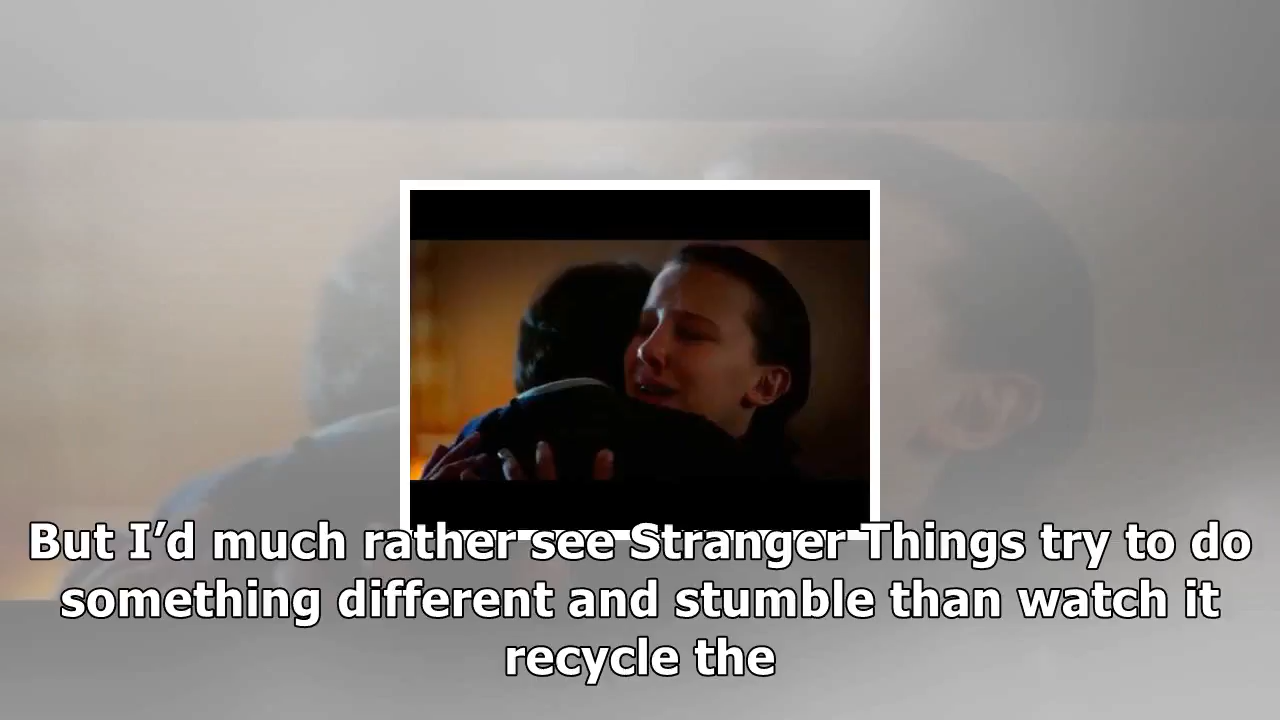 But I’d much rather see Stranger Things try to do
something different and stumble than watch it
recycle the